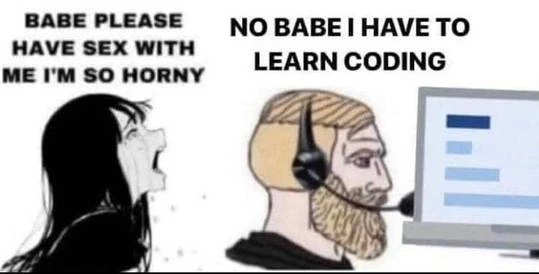 BABE PLEASE
HAVE SEX WITH
ME I'M SO HORNY
NO BABE I HAVE TO
LEARN CODING